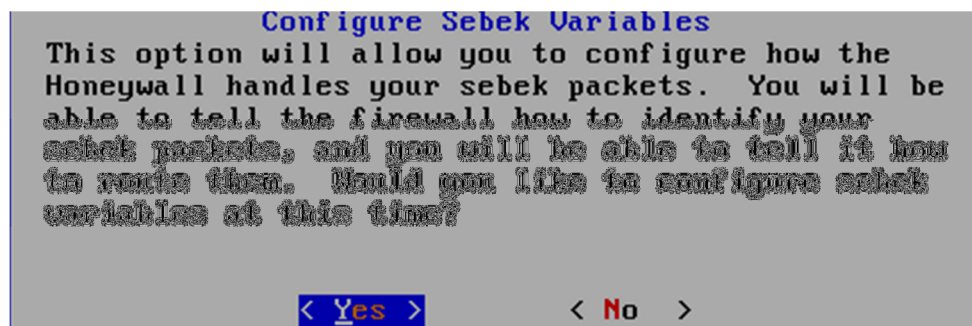 Configure Sebek Variables
This option will allow you to configure how the
Honeywall handles your sebek packets.  You will be
able to tell the firewall how to identify your
sebek packets, and you will be able to tell it how
to route them.  Would you like to configure sebek
variables at this time?
< Yes > < No >